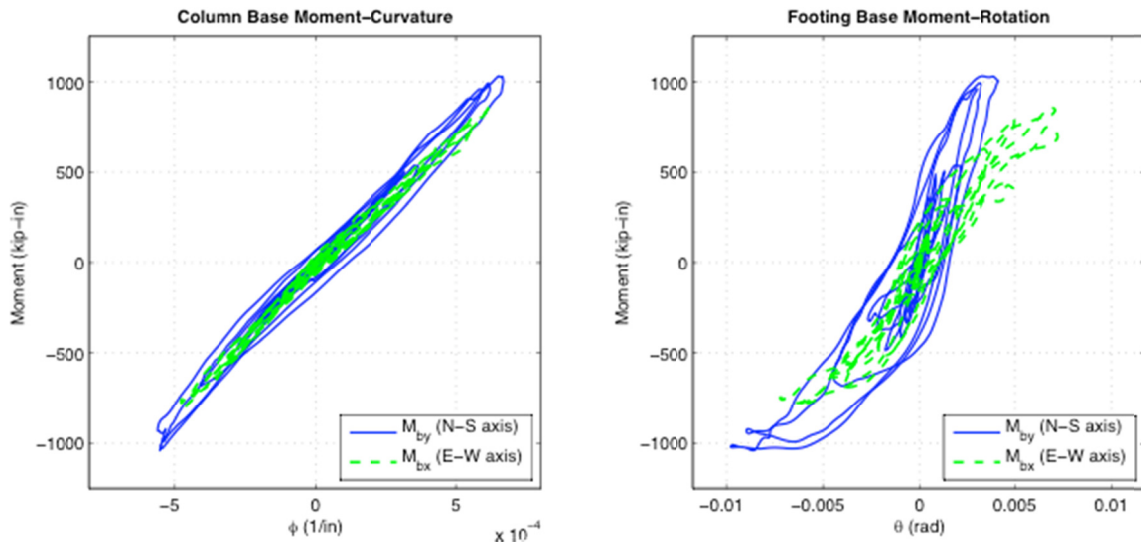 Column Base Moment–Curvature
Moment (kip–in)
1000
500
0
−500
−1000
−5
0
5
x 10⁻⁴
ϕ (1/in)
M_by (N–S axis)
M_bx (E–W axis)
Footing Base Moment–Rotation
Moment (kip–in)
1000
500
0
−500
−1000
−0.01
−0.005
0
0.005
0.01
θ (rad)
M_by (N–S axis)
M_bx (E–W axis)